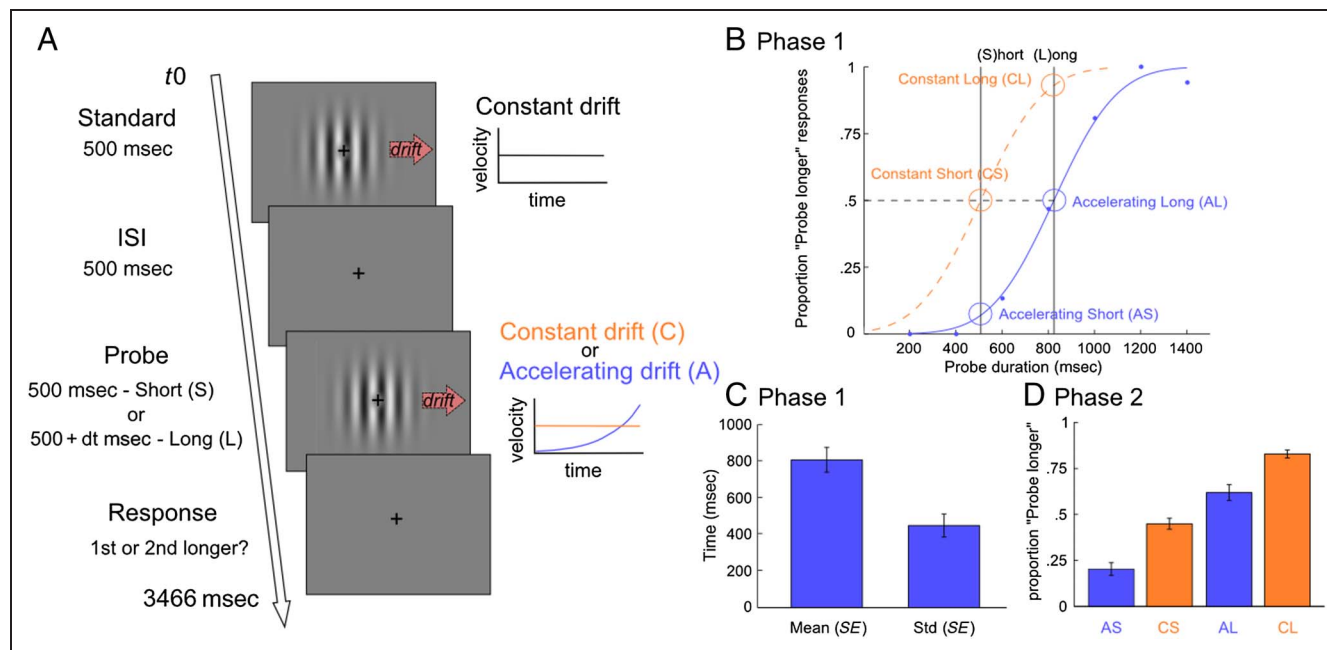 A
t0
Standard
500 msec
drift
Constant drift
velocity
time
ISI
500 msec
Probe
500 msec - Short (S)
or
500 + dt msec - Long (L)
drift
Constant drift (C)
or
Accelerating drift (A)
velocity
time
Response
1st or 2nd longer?
3466 msec
B Phase 1
(S)hort (L)ong
Constant Long (CL)
Constant Short (CS)
Accelerating Long (AL)
Accelerating Short (AS)
Proportion "Probe longer" responses
1
.75
.5
.25
0
200 400 600 800 1000 1200 1400
Probe duration (msec)
C Phase 1
Time (msec)
1000
800
600
400
200
0
Mean (SE) Std (SE)
D Phase 2
proportion "Probe longer"
1
.75
.5
.25
0
AS CS AL CL